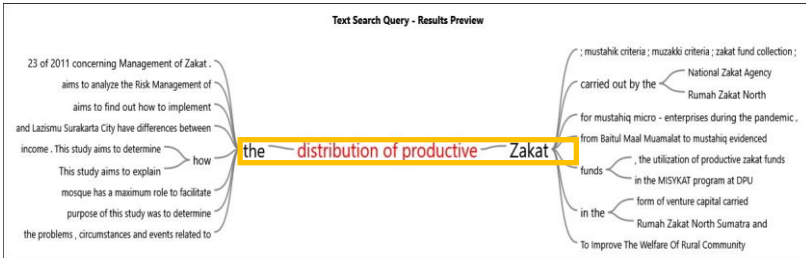 Text Search Query - Results Preview
23 of 2011 concerning Management of Zakat .
aims to analyze the Risk Management of
aims to find out how to implement
and Lazismu Surakarta City have differences between
income . This study aims to determine
This study aims to explain
how
mosque has a maximum role to facilitate
purpose of this study was to determine
the problems , circumstances and events related to
the distribution of productive Zakat
; mustahik criteria ; muzakki criteria ; zakat fund collection ;
carried out by the
National Zakat Agency
Rumah Zakat North
for mustahiq micro - enterprises during the pandemic .
from Baitul Maal Muamalat to mustahiq evidenced
funds
, the utilization of productive zakat funds
in the MISYKAT program at DPU
in the
form of venture capital carried
Rumah Zakat North Sumatra and
To Improve The Welfare Of Rural Community